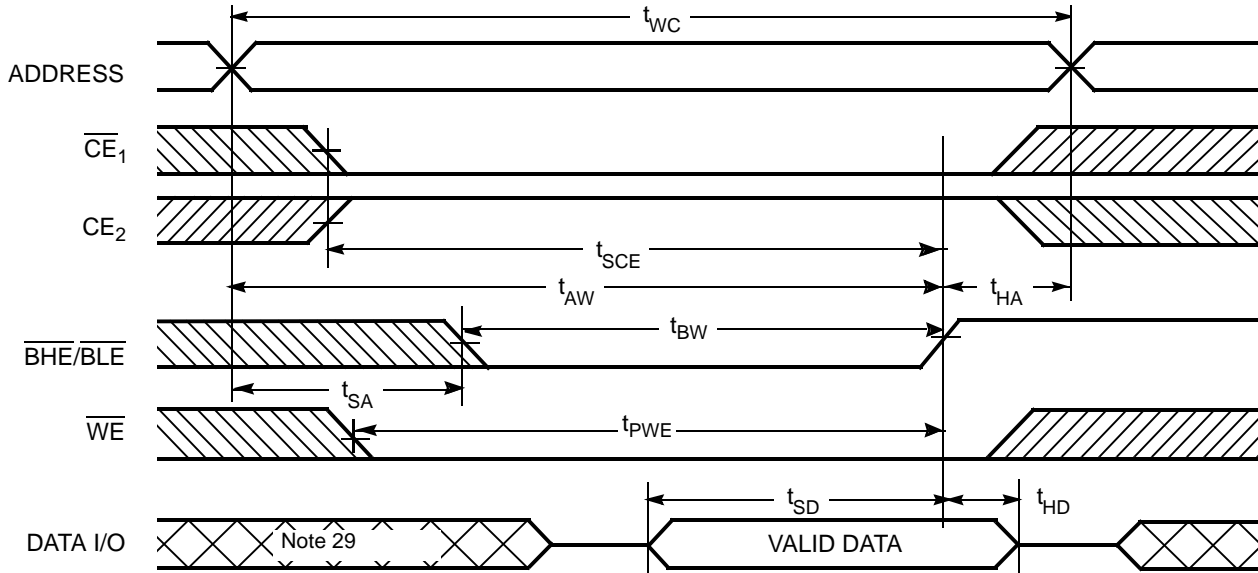 tWC
ADDRESS
CE1
CE2
tSCE
tAW
tHA
tBW
BHE/BLE
tSA
WE
tPWE
tSD
tHD
DATA I/O
Note 29
VALID DATA